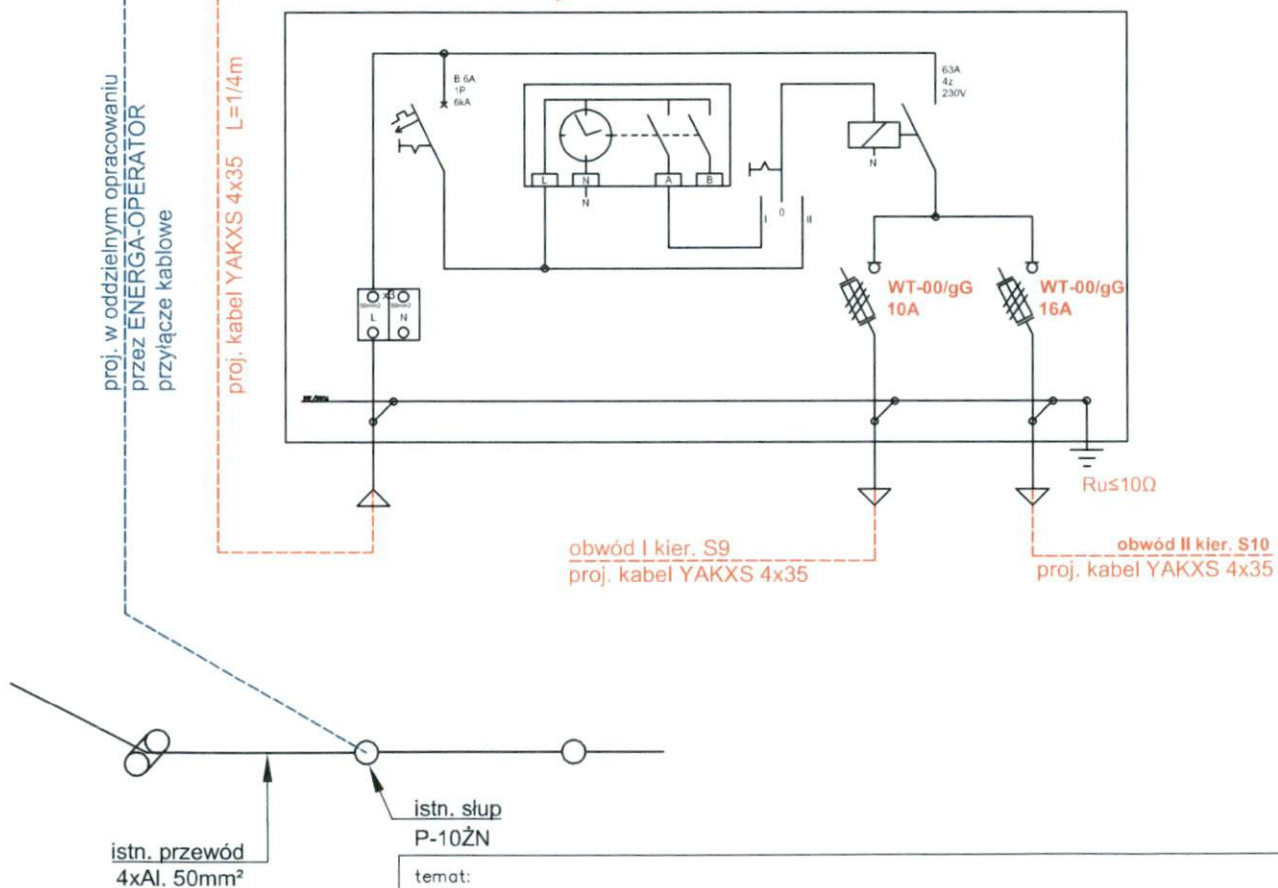 proj. w oddzielnym opracowaniu
przez ENERGA-OPERATOR
przyłącze kablowe
proj. kabel YAKXS 4x35 L=1/4m
B 6A
1P
6kA
63A
4z
230V
L
N
A
B
N
N
I
0
II
x3
L
N
WT-00/gG
10A
WT-00/gG
16A
Ru≤10Ω
obwód I kier. S9
proj. kabel YAKXS 4x35
obwód II kier. S10
proj. kabel YAKXS 4x35
istn. słup
P-10ŻN
istn. przewód
4xAl. 50mm²
temat: